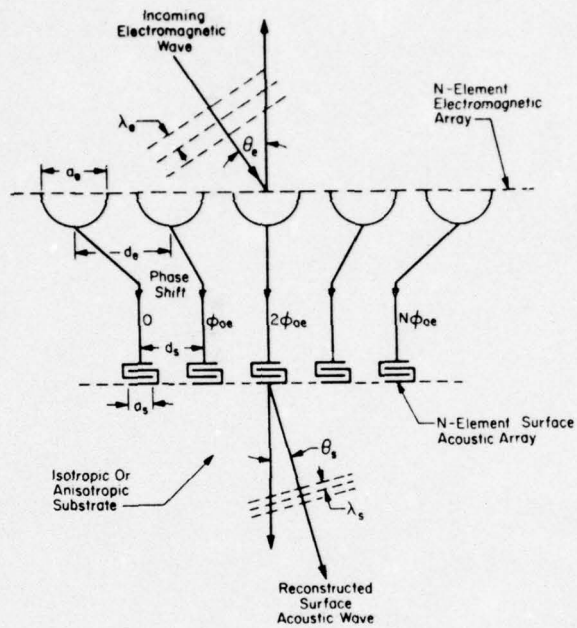 Incoming
Electromagnetic
Wave
N-Element
Electromagnetic
Array
λe
θe
ae
de
Phase
Shift
0
ϕoe
2ϕoe
Nϕoe
ds
as
N-Element Surface
Acoustic Array
θs
Isotropic Or
Anisotropic
Substrate
λs
Reconstructed
Surface
Acoustic Wave